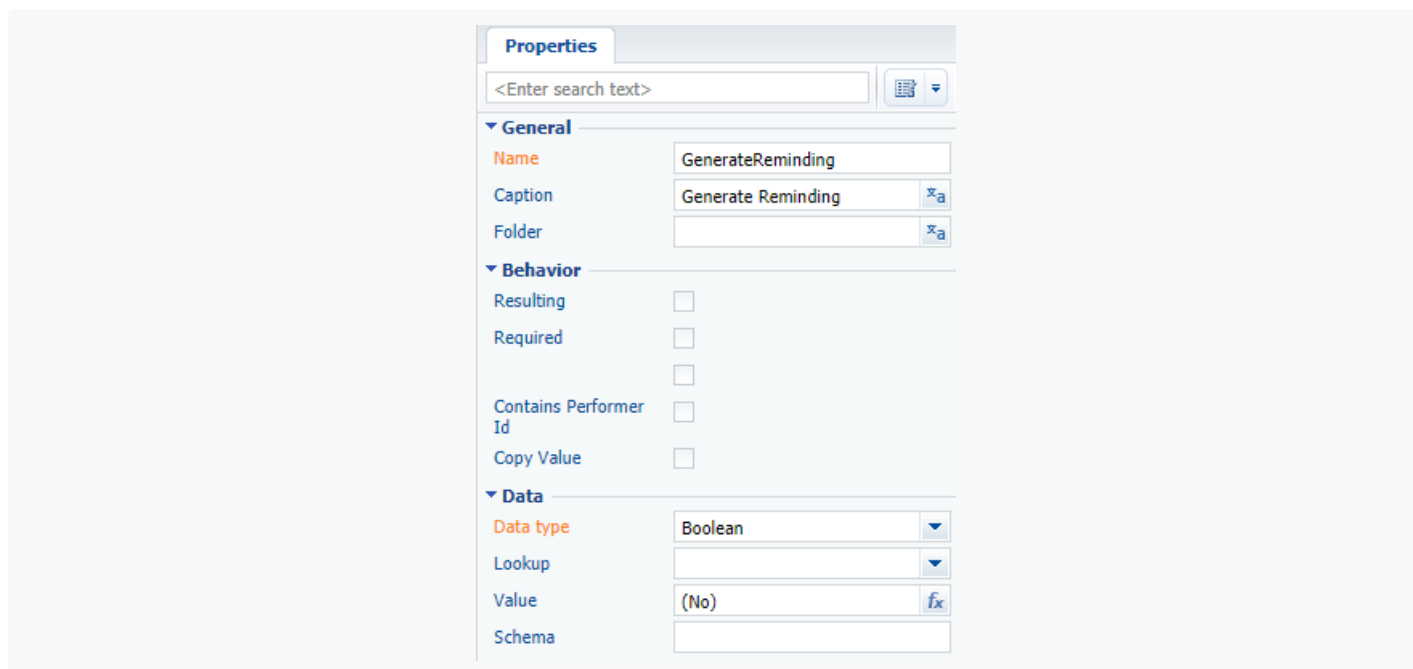 Properties
<Enter search text>
General
Name GenerateReminding
Caption Generate Reminding
Folder
Behavior
Resulting
Required
Contains Performer
Id
Copy Value
Data
Data type Boolean
Lookup
Value (No) fx
Schema